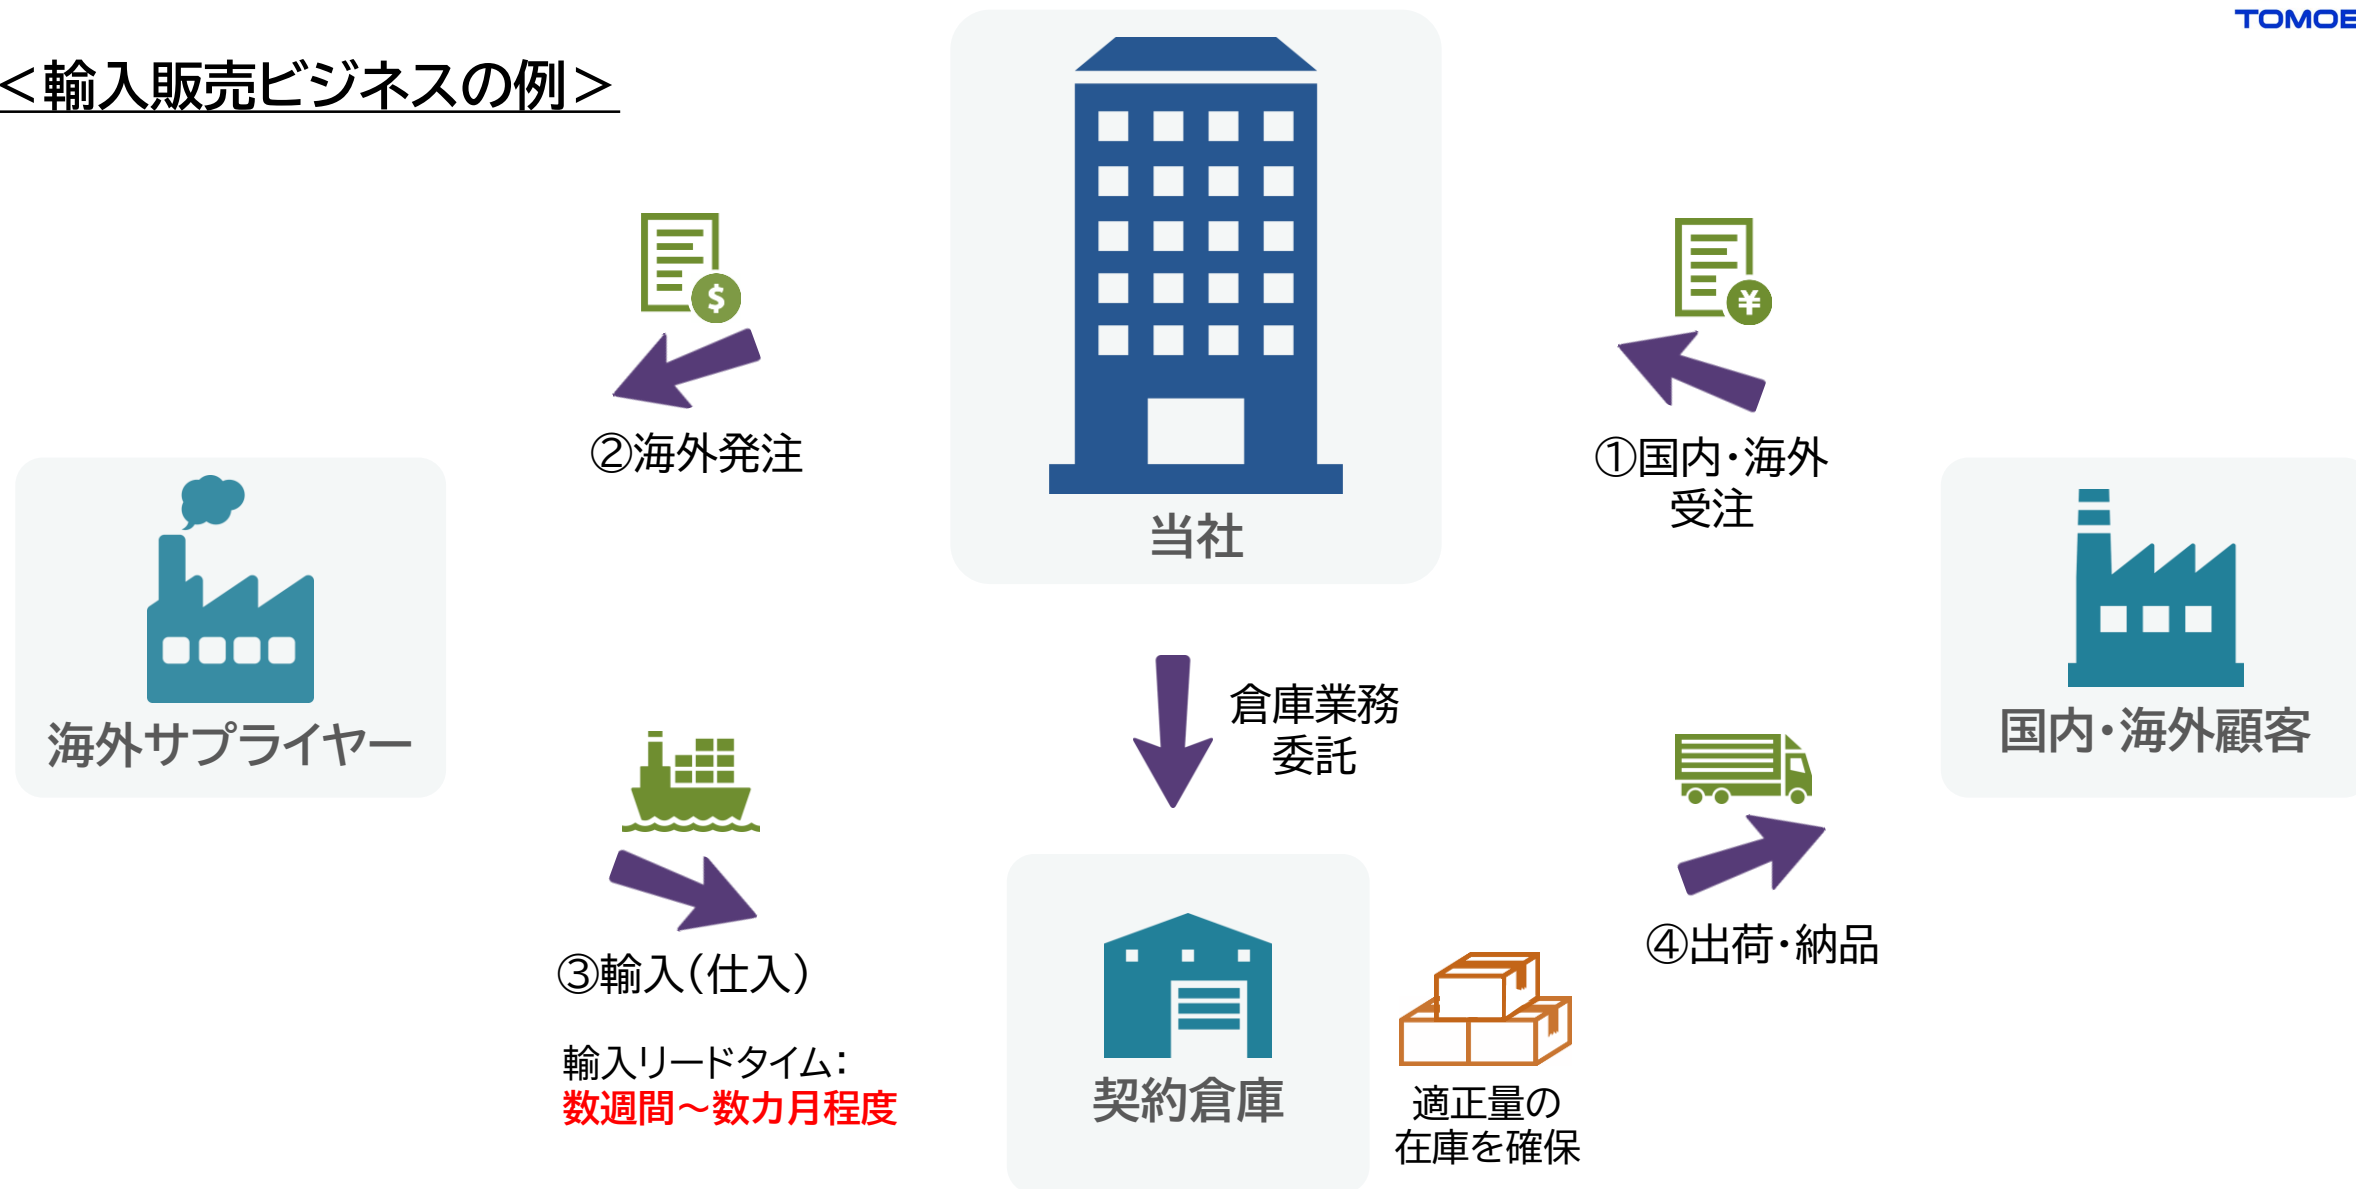 TOMOE
＜輸入販売ビジネスの例＞
$
¥
②海外発注
①国内・海外
受注
当社
海外サプライヤー
国内・海外顧客
倉庫業務
委託
③輸入（仕入）
④出荷・納品
輸入リードタイム：
数週間～数カ月程度
契約倉庫
適正量の
在庫を確保